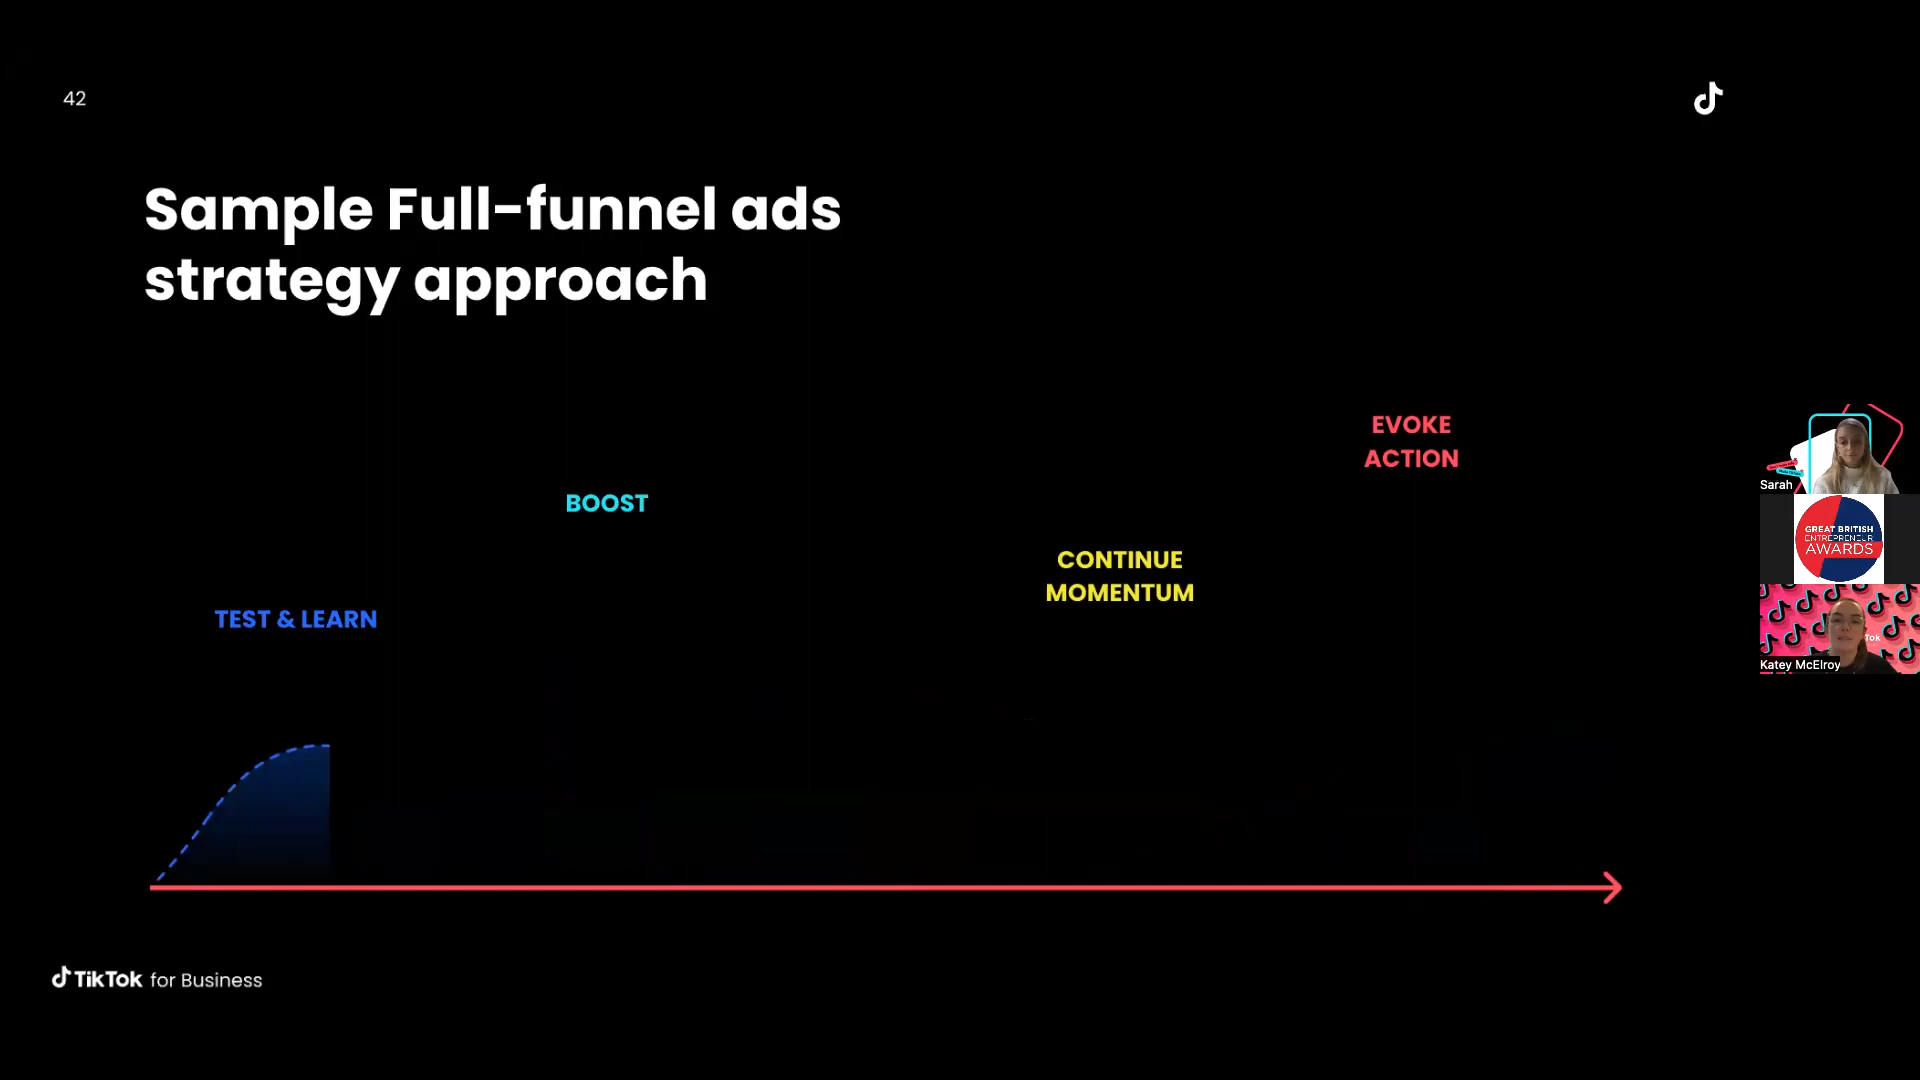 42
Sample Full-funnel ads
strategy approach
EVOKE
ACTION
BOOST
CONTINUE
MOMENTUM
TEST & LEARN
Sarah
GREAT BRITISH
ENTREPRENEUR
AWARDS
Tok
Katey McElroy
TikTok for Business